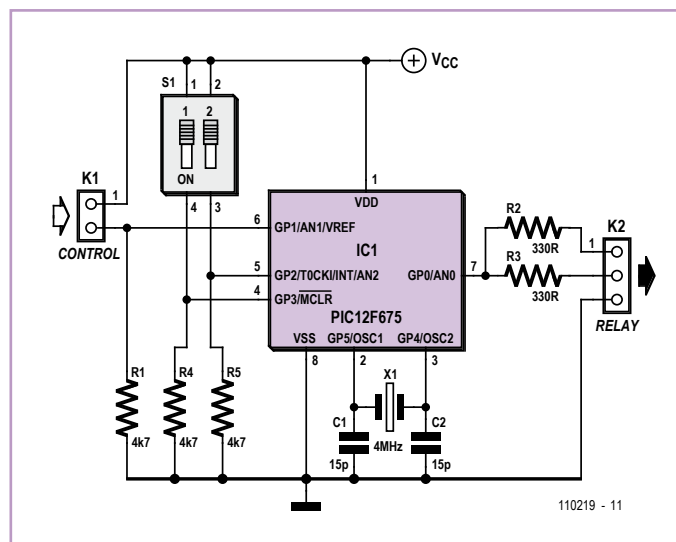 VCC
S1
1 2
1 2
ON
4 3
K1
1
CONTROL
1
VDD
6
GP1/AN1/VREF
IC1
5
GP2/T0CKI/INT/AN2
GP0/AN0
7
4
GP3/MCLR
PIC12F675
VSS
GP5/OSC1
GP4/OSC2
8
2
3
R2
330R
R3
330R
K2
1
RELAY
R1
4k7
R4
4k7
R5
4k7
X1
4MHz
C1
15p
C2
15p
110219 - 11